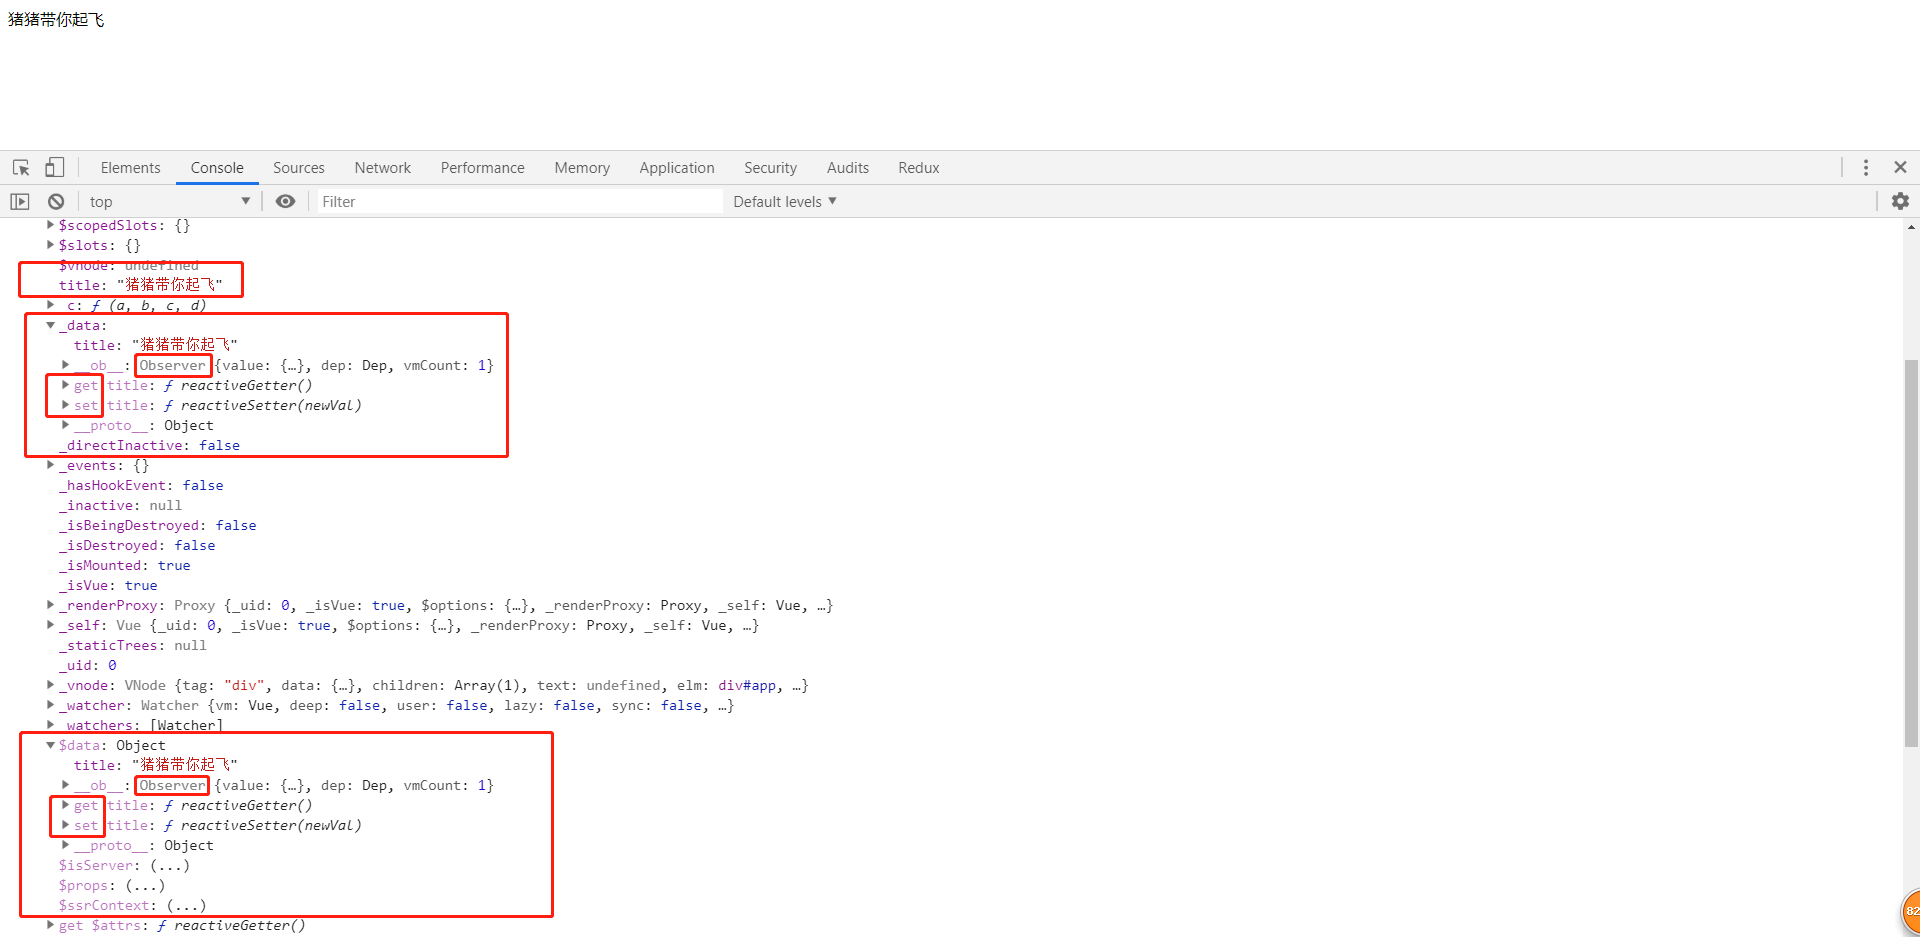 猪猪带你起飞
Elements Console Sources Network Performance Memory Application Security Audits Redux
top Filter Default levels
$scopedSlots: {}
$slots: {}
$vnode: undefined
title: "猪猪带你起飞"
_c: ƒ (a, b, c, d)
_data:
title: "猪猪带你起飞"
__ob__: Observer {value: {…}, dep: Dep, vmCount: 1}
get title: ƒ reactiveGetter()
set title: ƒ reactiveSetter(newVal)
__proto__: Object
_directInactive: false
_events: {}
_hasHookEvent: false
_inactive: null
_isBeingDestroyed: false
_isDestroyed: false
_isMounted: true
_isVue: true
_renderProxy: Proxy {_uid: 0, _isVue: true, $options: {…}, _renderProxy: Proxy, _self: Vue, …}
_self: Vue {_uid: 0, _isVue: true, $options: {…}, _renderProxy: Proxy, _self: Vue, …}
_staticTrees: null
_uid: 0
_vnode: VNode {tag: "div", data: {…}, children: Array(1), text: undefined, elm: div#app, …}
_watcher: Watcher {vm: Vue, deep: false, user: false, lazy: false, sync: false, …}
_watchers: [Watcher]
$data: Object
title: "猪猪带你起飞"
__ob__: Observer {value: {…}, dep: Dep, vmCount: 1}
get title: ƒ reactiveGetter()
set title: ƒ reactiveSetter(newVal)
__proto__: Object
$isServer: (...)
$props: (...)
$ssrContext: (...)
get $attrs: ƒ reactiveGetter()
82